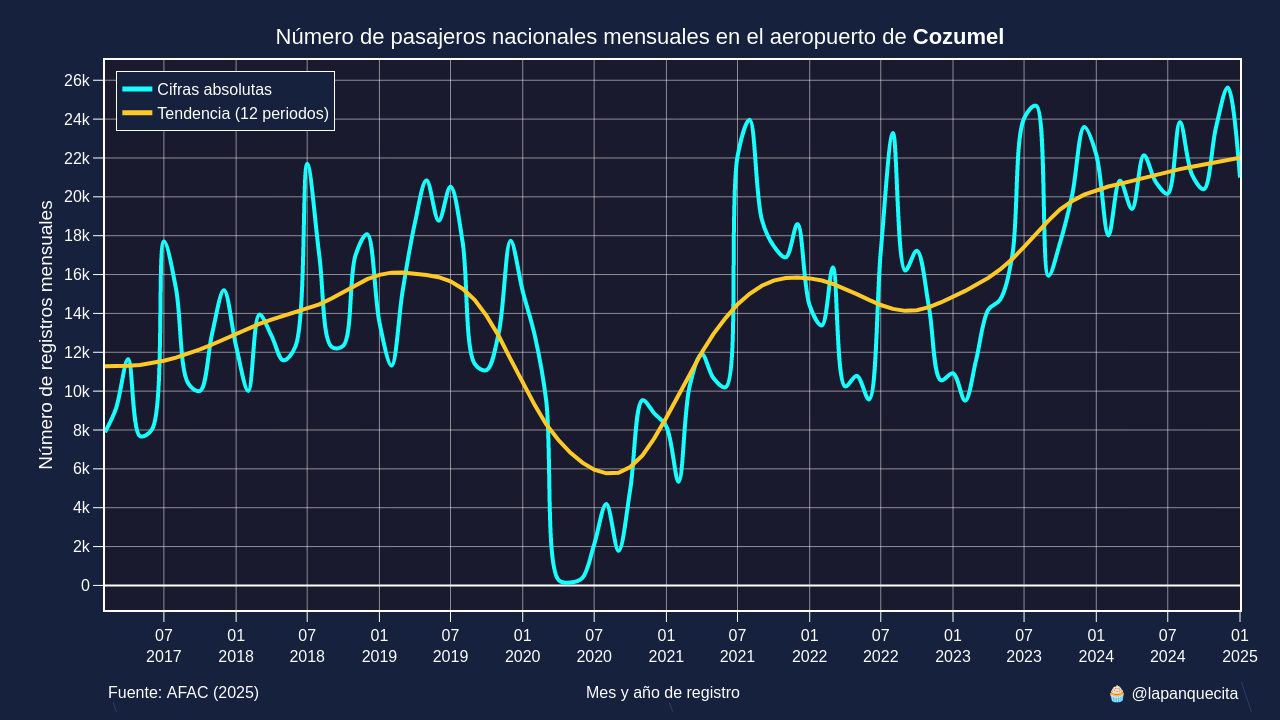 Número de pasajeros nacionales mensuales en el aeropuerto de Cozumel
Cifras absolutas
Tendencia (12 periodos)
Número de registros mensuales
26k
24k
22k
20k
18k
16k
14k
12k
10k
8k
6k
4k
2k
0
07 01 07 01 07 01 07 01 07 01 07 01 07 01 07 01
2017 2018 2018 2019 2019 2020 2020 2021 2021 2022 2022 2023 2023 2024 2024 2025
Fuente: AFAC (2025)
Mes y año de registro
🧁 @lapanquecita